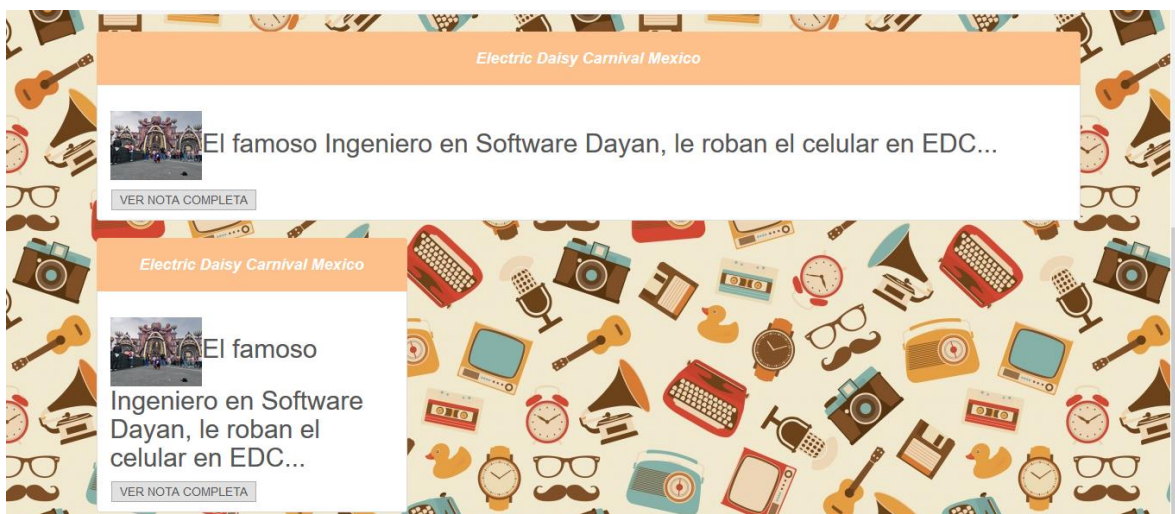 Electric Daisy Carnival Mexico
El famoso Ingeniero en Software Dayan, le roban el celular en EDC...
VER NOTA COMPLETA
Electric Daisy Carnival Mexico
El famoso
Ingeniero en Software
Dayan, le roban el
celular en EDC...
VER NOTA COMPLETA